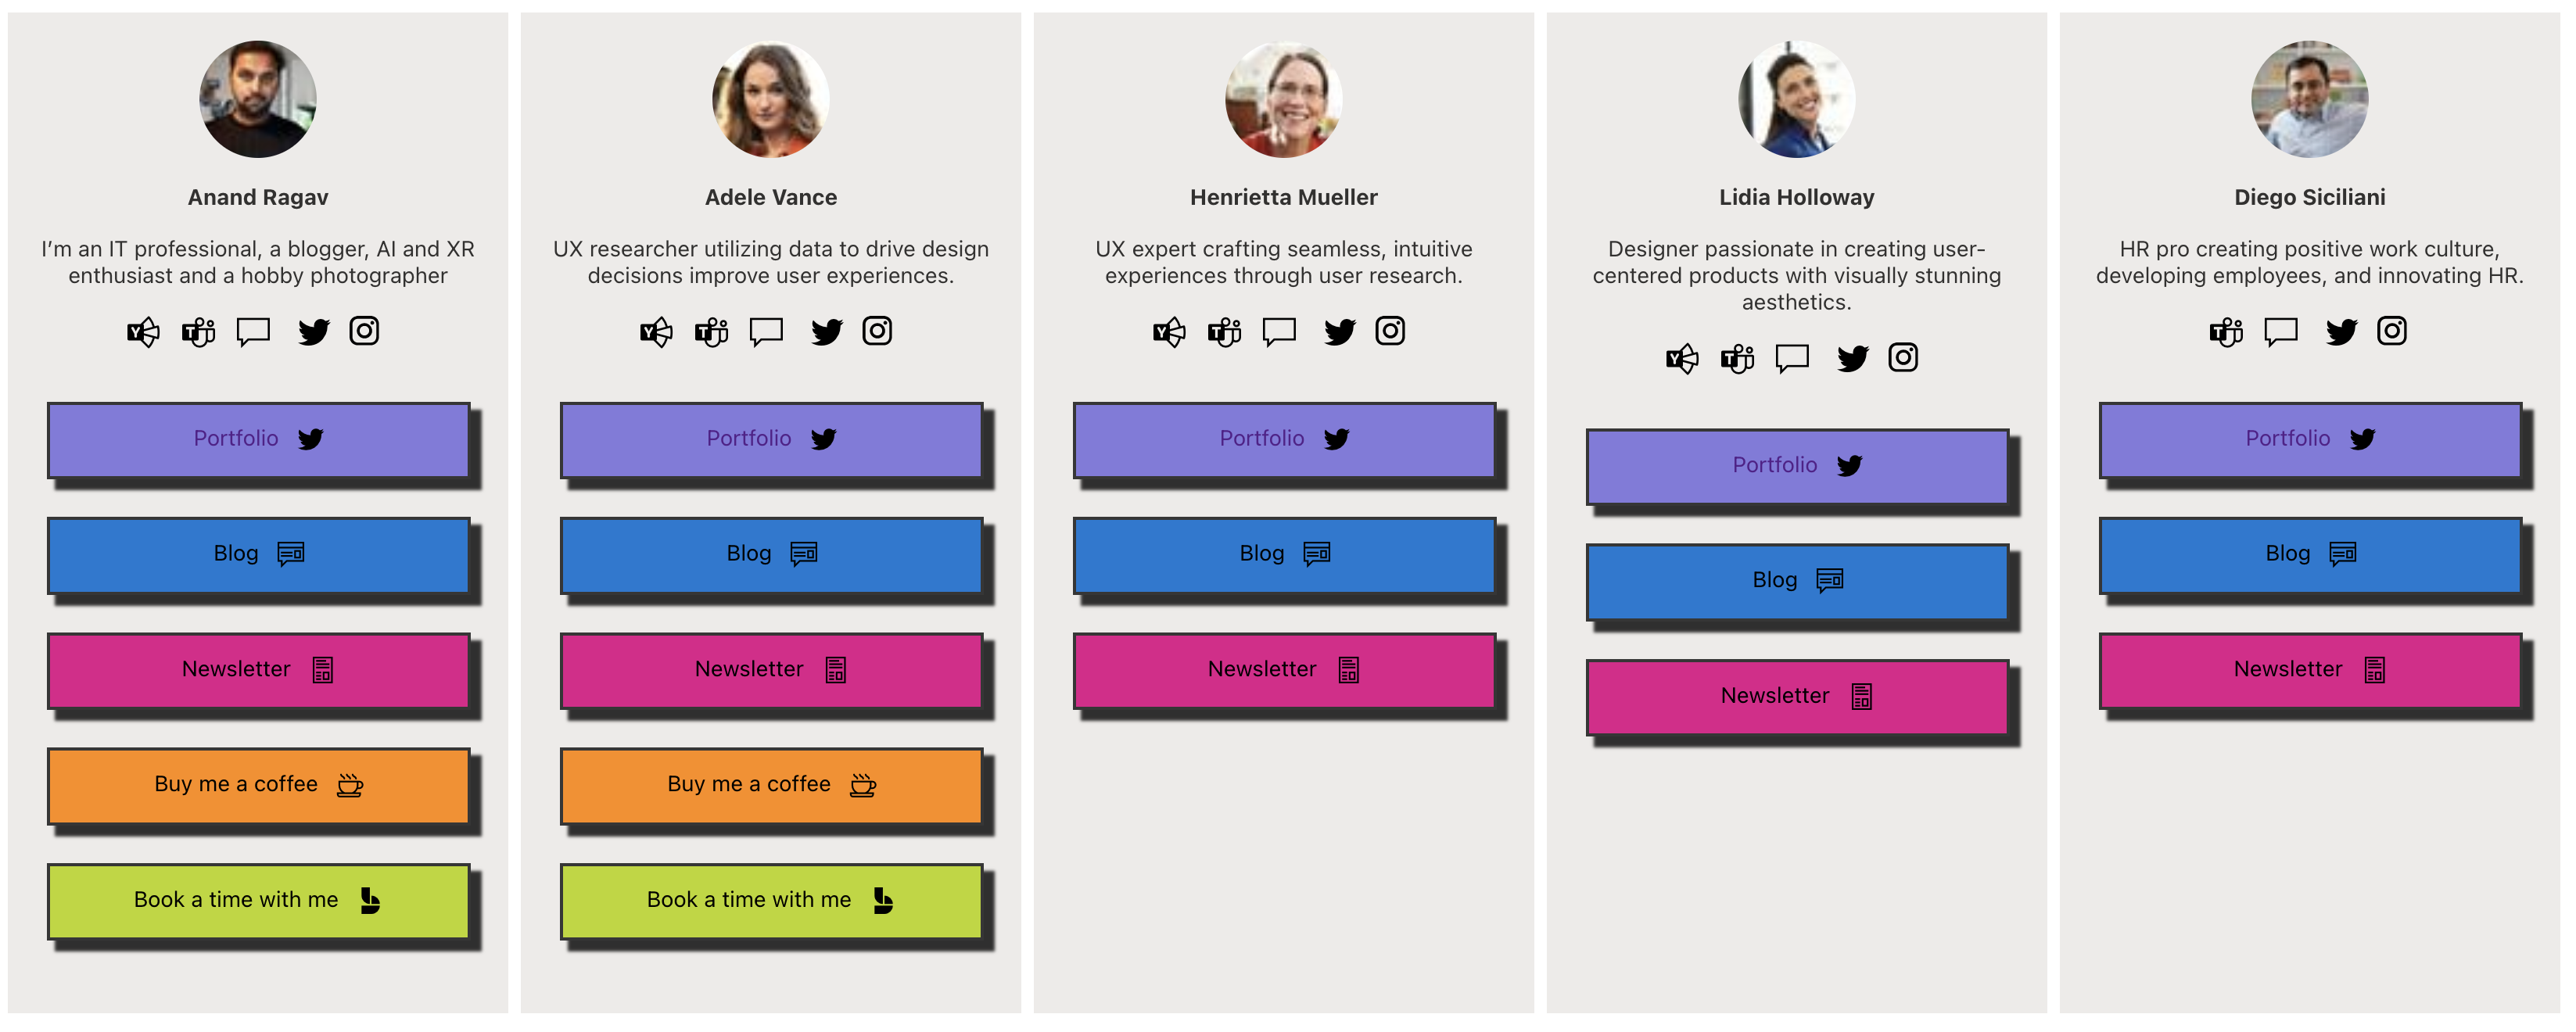 Anand Ragav
I’m an IT professional, a blogger, AI and XR
enthusiast and a hobby photographer
Portfolio
Blog
Newsletter
Buy me a coffee
Book a time with me
Adele Vance
UX researcher utilizing data to drive design
decisions improve user experiences.
Portfolio
Blog
Newsletter
Buy me a coffee
Book a time with me
Henrietta Mueller
UX expert crafting seamless, intuitive
experiences through user research.
Portfolio
Blog
Newsletter
Lidia Holloway
Designer passionate in creating user-
centered products with visually stunning
aesthetics.
Portfolio
Blog
Newsletter
Diego Siciliani
HR pro creating positive work culture,
developing employees, and innovating HR.
Portfolio
Blog
Newsletter